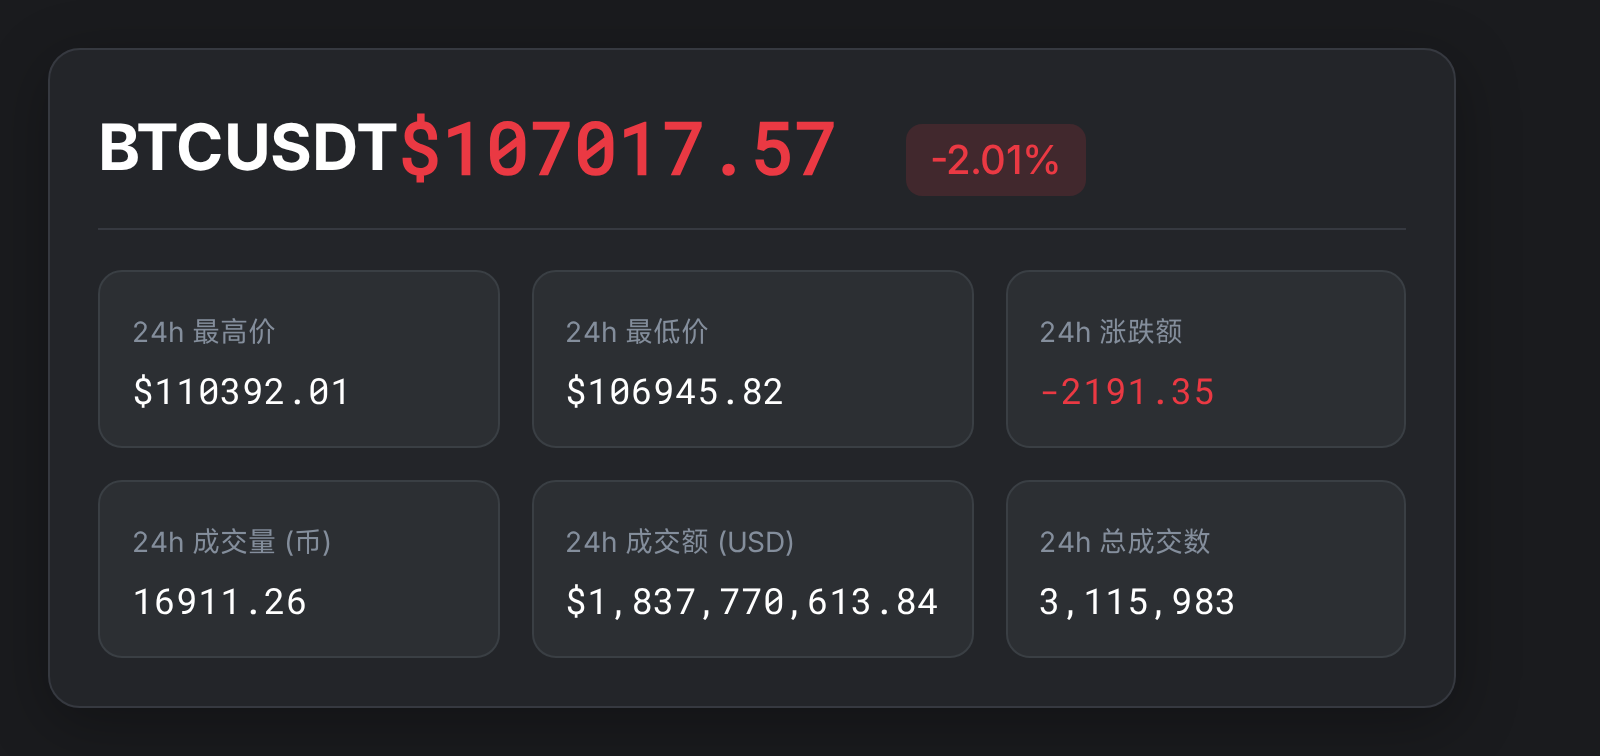 BTCUSDT$107017.57 -2.01%
24h 最高价
$110392.01
24h 最低价
$106945.82
24h 涨跌额
-2191.35
24h 成交量 (币)
16911.26
24h 成交额 (USD)
$1,837,770,613.84
24h 总成交数
3,115,983